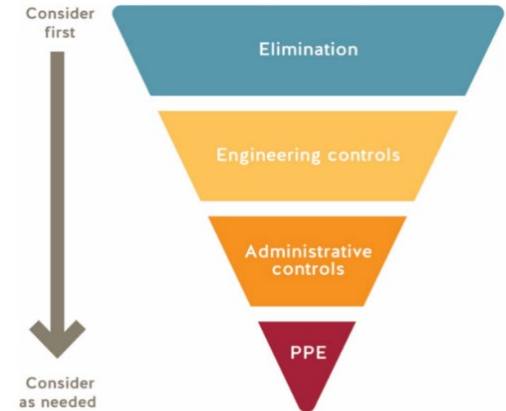 Consider
first
Elimination
Engineering controls
Administrative
controls
PPE
Consider
as needed